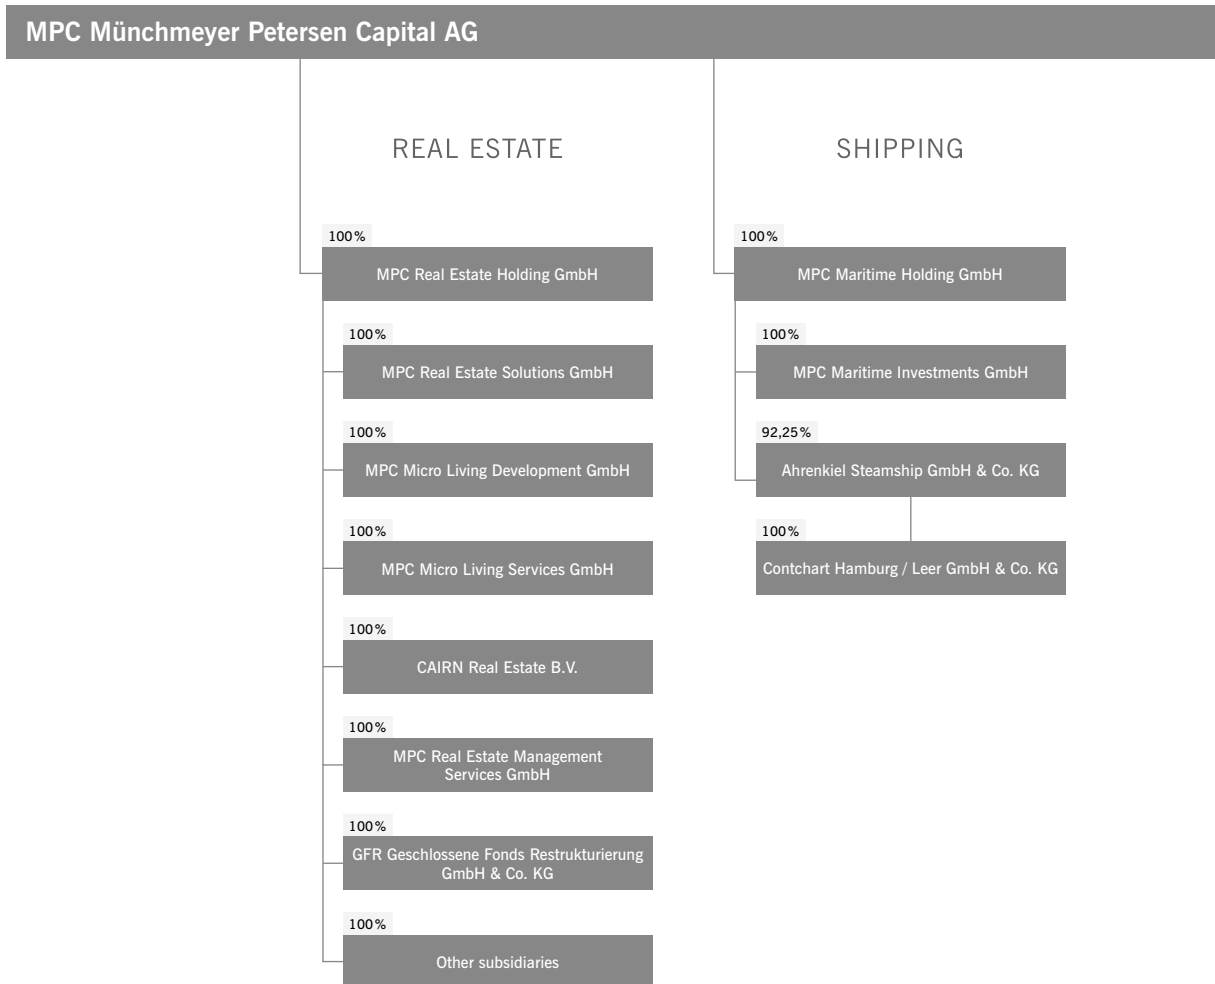 MPC Münchmeyer Petersen Capital AG
REAL ESTATE
100%
MPC Real Estate Holding GmbH
100%
MPC Real Estate Solutions GmbH
100%
MPC Micro Living Development GmbH
100%
MPC Micro Living Services GmbH
100%
CAIRN Real Estate B.V.
100%
MPC Real Estate Management
Services GmbH
100%
GFR Geschlossene Fonds Restrukturierung
GmbH & Co. KG
100%
Other subsidiaries
SHIPPING
100%
MPC Maritime Holding GmbH
100%
MPC Maritime Investments GmbH
92,25%
Ahrenkiel Steamship GmbH & Co. KG
100%
Contchart Hamburg / Leer GmbH & Co. KG